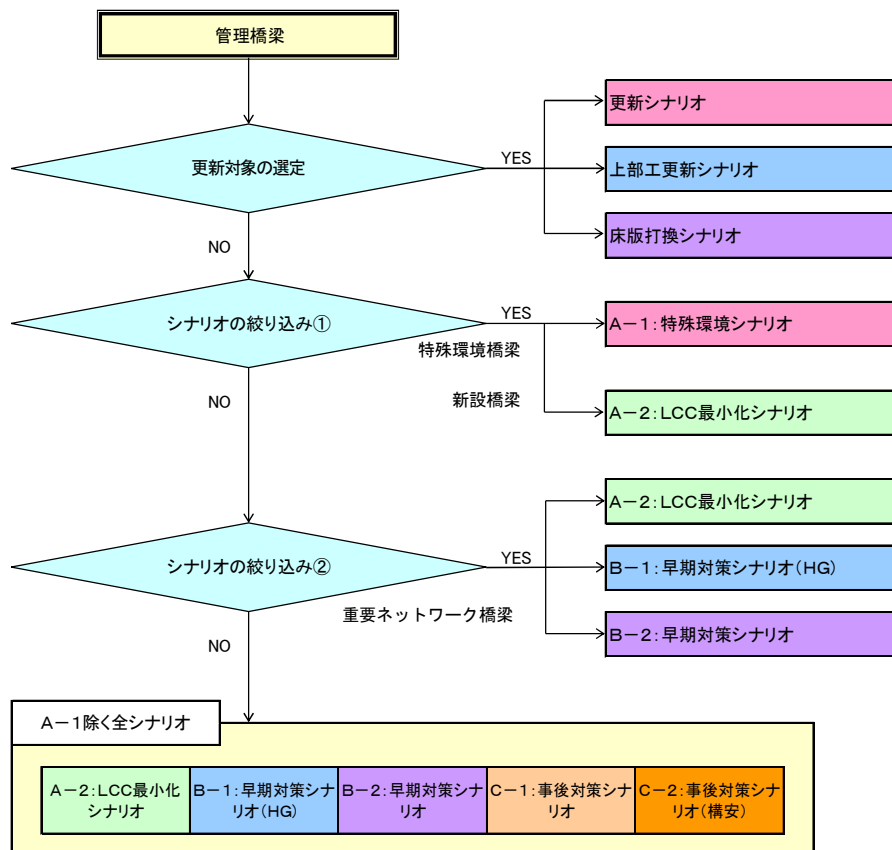 管理橋梁
更新対象の選定
YES
更新シナリオ
上部工更新シナリオ
床版打換シナリオ
NO
シナリオの絞り込み①
YES
特殊環境橋梁
A－1：特殊環境シナリオ
新設橋梁
A－2：LCC最小化シナリオ
NO
シナリオの絞り込み②
YES
重要ネットワーク橋梁
A－2：LCC最小化シナリオ
B－1：早期対策シナリオ（HG）
B－2：早期対策シナリオ
NO
A－1除く全シナリオ
A－2：LCC最小化
シナリオ
B－1：早期対策シナ
リオ（HG）
B－2：早期対策シナ
リオ
C－1：事後対策シナ
リオ
C－2：事後対策シナ
リオ（構安）